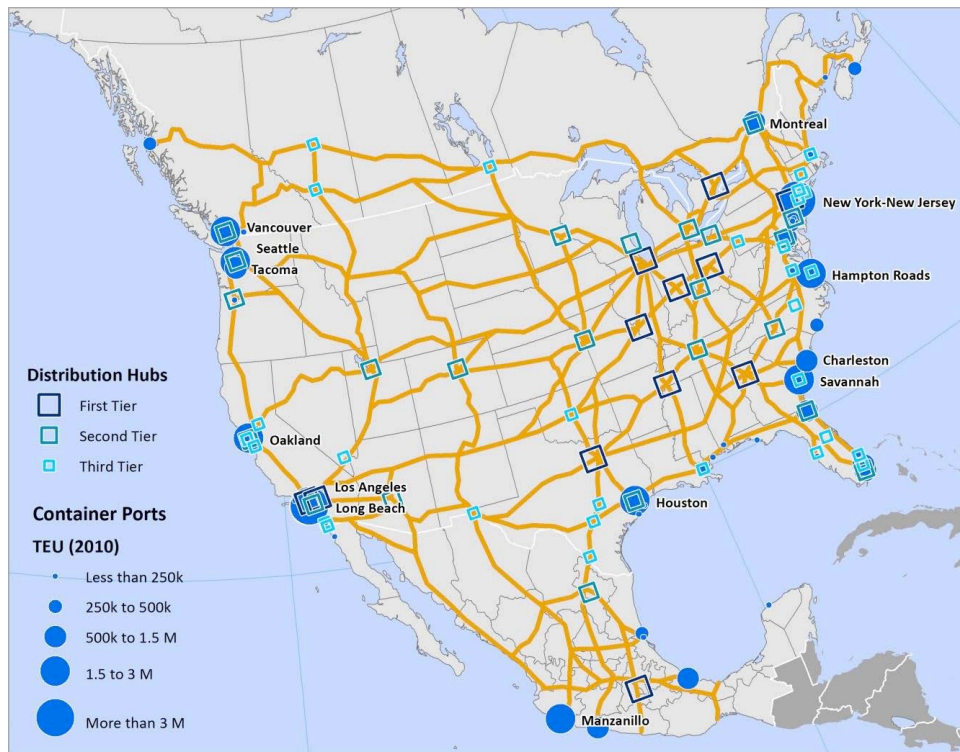 Montreal
New York-New Jersey
Vancouver
Seattle
Tacoma
Hampton Roads
Charleston
Savannah
Distribution Hubs
First Tier
Second Tier
Third Tier
Oakland
Los Angeles
Long Beach
Houston
Container Ports
TEU (2010)
Less than 250k
250k to 500k
500k to 1.5 M
1.5 to 3 M
More than 3 M
Manzanillo